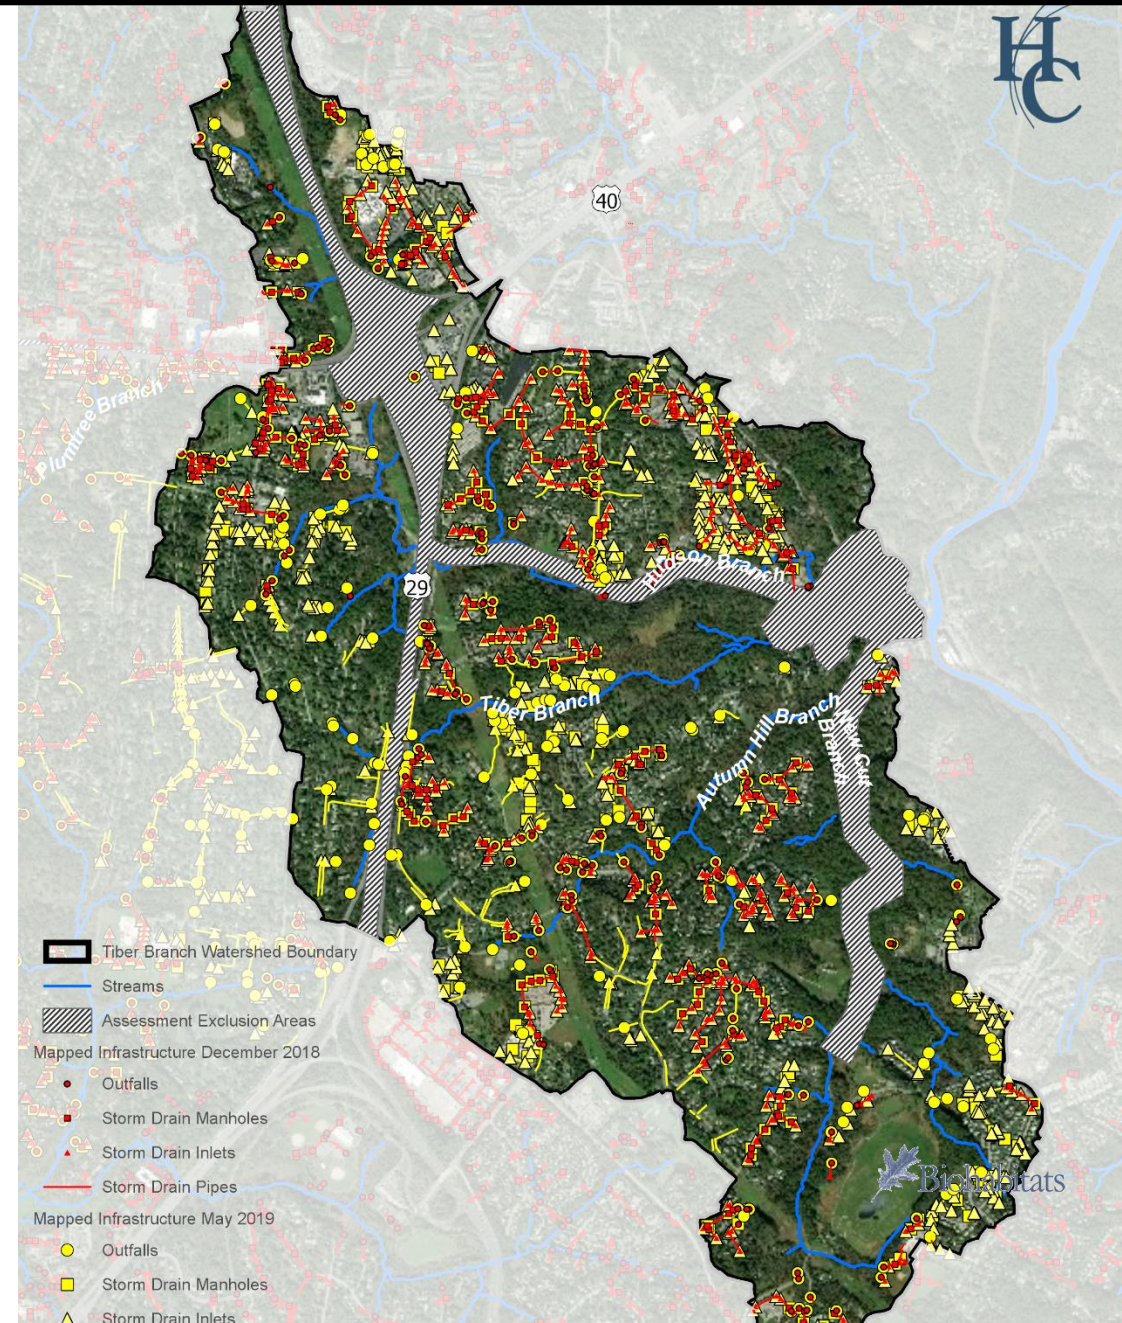 HC
40
Plumtree Branch
Hudson Branch
29
Tiber Branch
Autumn Hill Branch
New Cut
Branch
Tiber Branch Watershed Boundary
Streams
Assessment Exclusion Areas
Mapped Infrastructure December 2018
Outfalls
Storm Drain Manholes
Storm Drain Inlets
Storm Drain Pipes
Biohabitats
Mapped Infrastructure May 2019
Outfalls
Storm Drain Manholes
Storm Drain Inlets